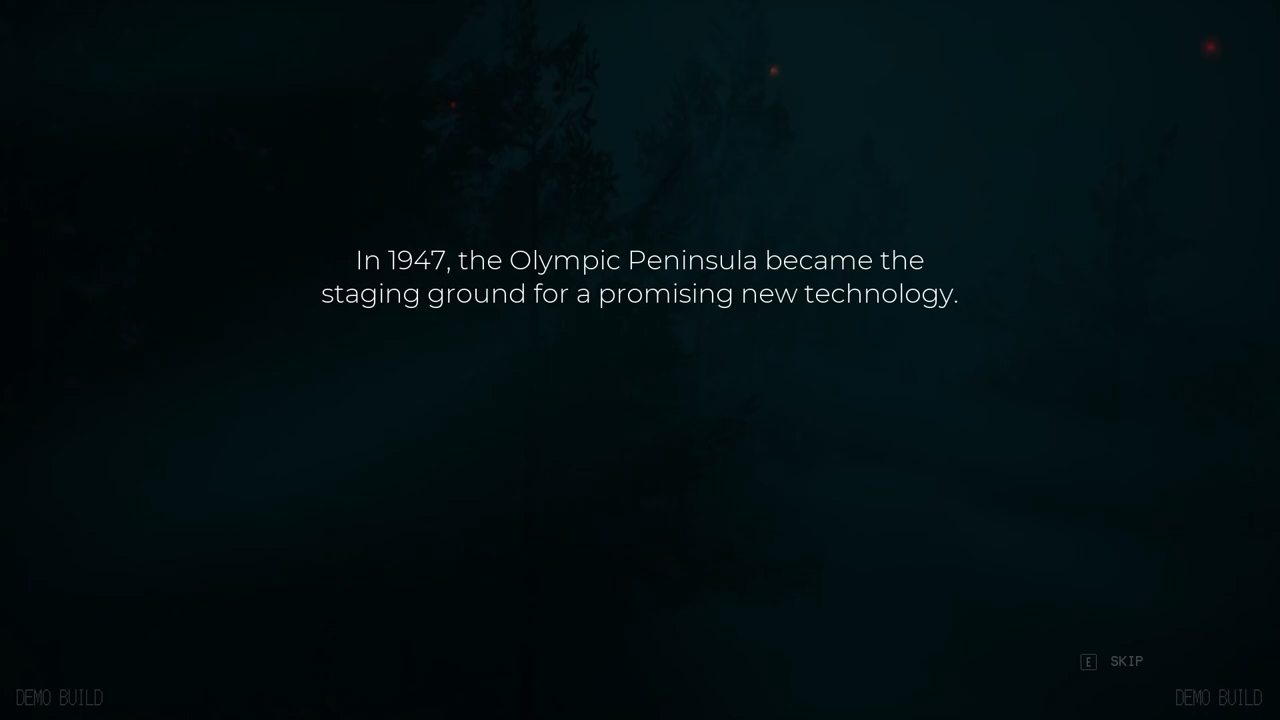 In 1947, the Olympic Peninsula became the
staging ground for a promising new technology.
E SKIP
DEMO BUILD
DEMO BUILD